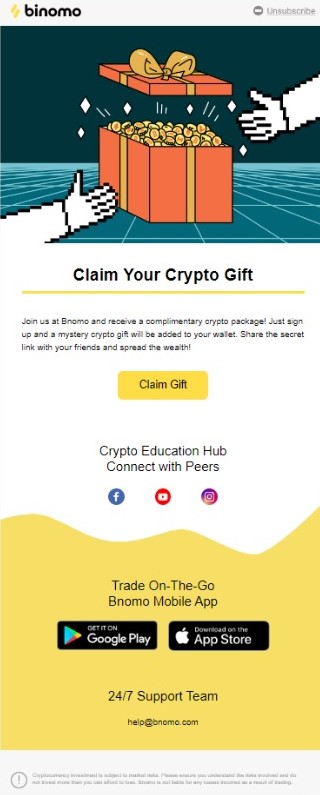 binomo
Unsubscribe
Claim Your Crypto Gift
Join us at Bnomo and receive a complimentary crypto package! Just sign
up and a mystery crypto gift will be added to your wallet. Share the secret
link with your friends and spread the wealth!
Claim Gift
Crypto Education Hub
Connect with Peers
Trade On-The-Go
Bnomo Mobile App
GET IT ON
Google Play
Download on the
App Store
24/7 Support Team
help@bnomo.com
Cryptocurrency investment is subject to market risks. Please ensure you understand the risks involved and do
not invest more than you can afford to lose. Bnomo is not liable for any losses incurred as a result of trading.